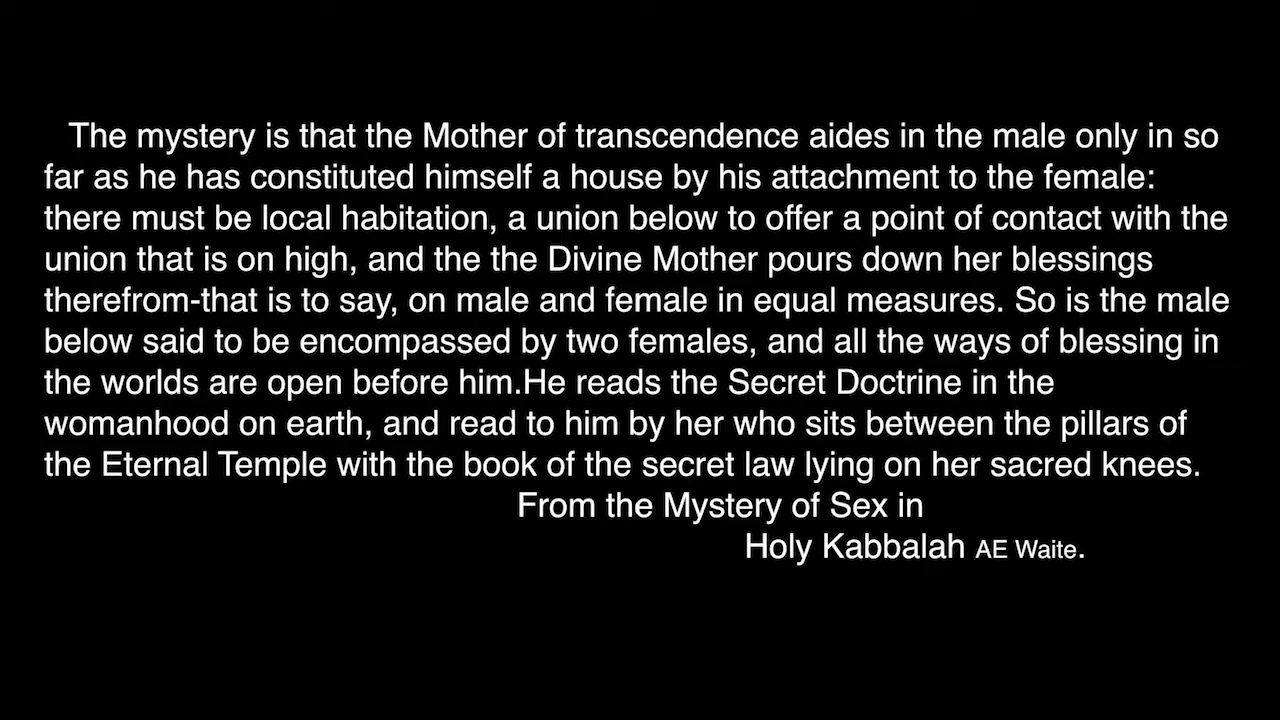 The mystery is that the Mother of transcendence aides in the male only in so
far as he has constituted himself a house by his attachment to the female:
there must be local habitation, a union below to offer a point of contact with the
union that is on high, and the the Divine Mother pours down her blessings
therefrom-that is to say, on male and female in equal measures. So is the male
below said to be encompassed by two females, and all the ways of blessing in
the worlds are open before him.He reads the Secret Doctrine in the
womanhood on earth, and read to him by her who sits between the pillars of
the Eternal Temple with the book of the secret law lying on her sacred knees.
From the Mystery of Sex in
Holy Kabbalah AE Waite.